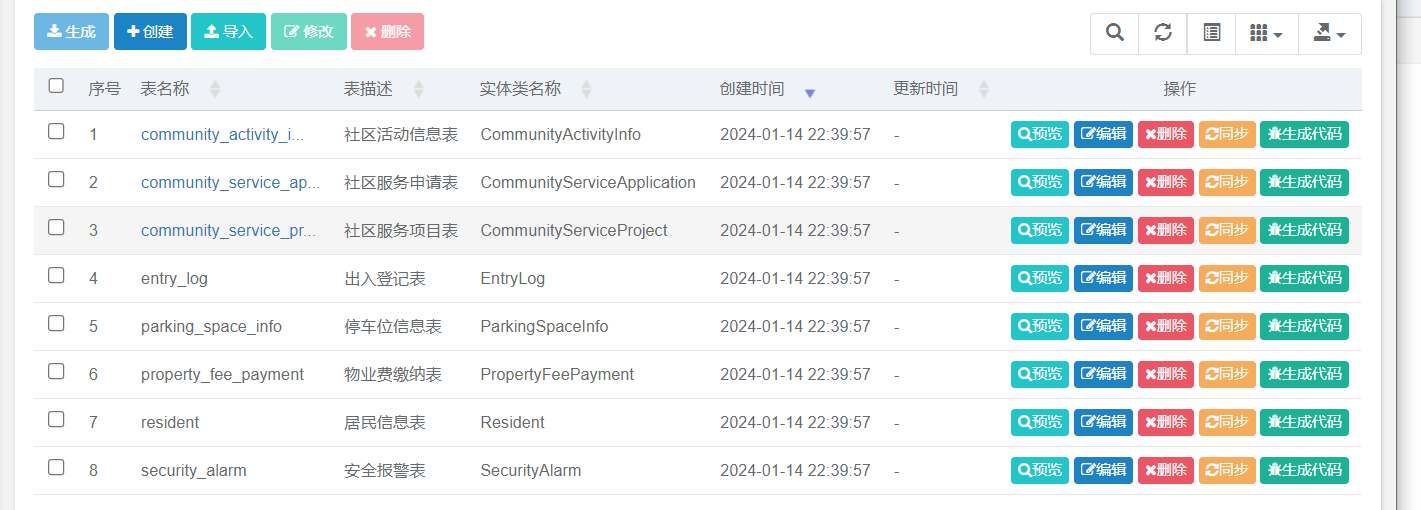 生成 创建 导入 修改 删除
序号 表名称 表描述 实体类名称 创建时间 更新时间 操作
1 community_activity_i... 社区活动信息表 CommunityActivityInfo 2024-01-14 22:39:57 - 预览 编辑 删除 同步 生成代码
2 community_service_ap... 社区服务申请表 CommunityServiceApplication 2024-01-14 22:39:57 - 预览 编辑 删除 同步 生成代码
3 community_service_pr... 社区服务项目表 CommunityServiceProject 2024-01-14 22:39:57 - 预览 编辑 删除 同步 生成代码
4 entry_log 出入登记表 EntryLog 2024-01-14 22:39:57 - 预览 编辑 删除 同步 生成代码
5 parking_space_info 停车位信息表 ParkingSpaceInfo 2024-01-14 22:39:57 - 预览 编辑 删除 同步 生成代码
6 property_fee_payment 物业费缴纳表 PropertyFeePayment 2024-01-14 22:39:57 - 预览 编辑 删除 同步 生成代码
7 resident 居民信息表 Resident 2024-01-14 22:39:57 - 预览 编辑 删除 同步 生成代码
8 security_alarm 安全报警表 SecurityAlarm 2024-01-14 22:39:57 - 预览 编辑 删除 同步 生成代码